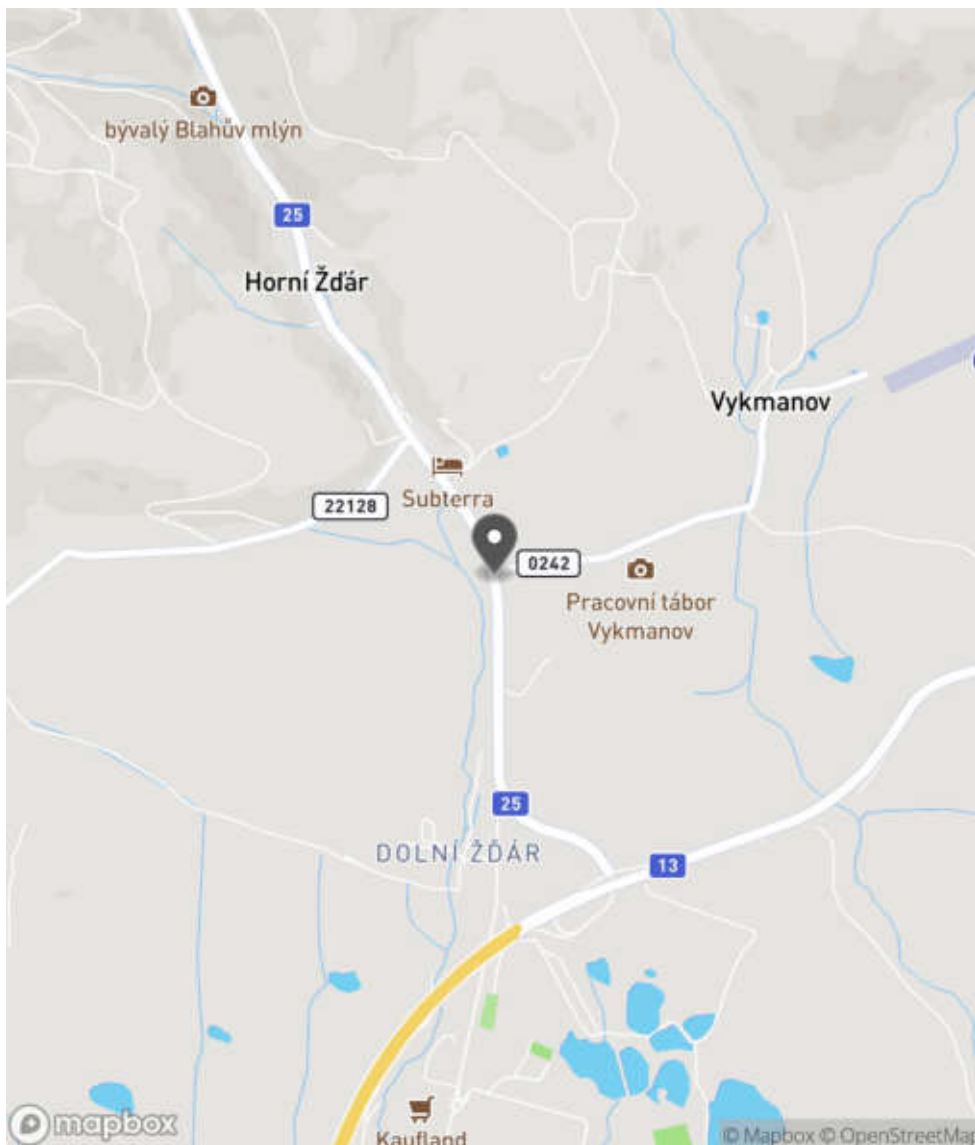 bývalý Blahův mlýn
25
Horní Žďár
Vykmanov
Subterra
22128
0242
Pracovní tábor
Vykmanov
25
DOLNÍ ŽĎÁR
13
Kaufland
mapbox
© Mapbox © OpenStreetMap